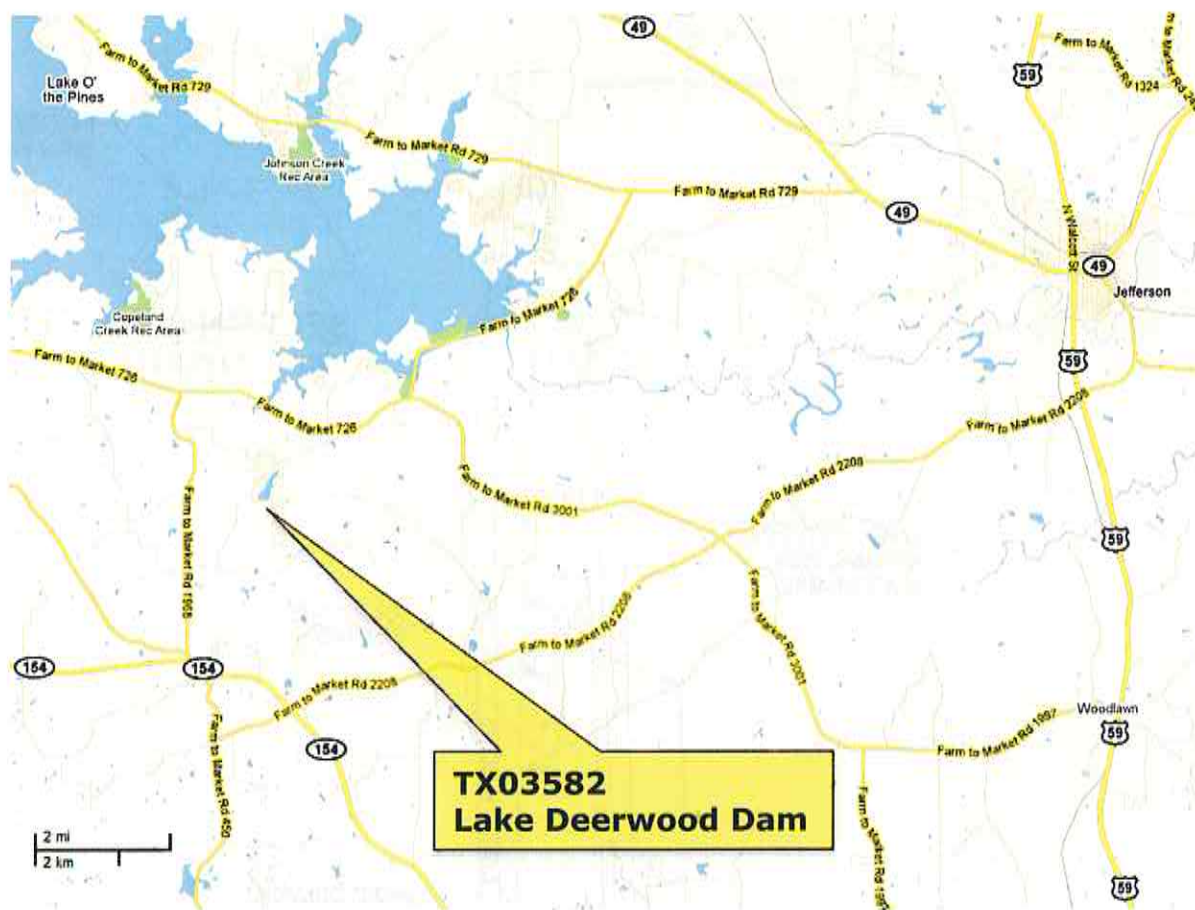 49
Farm to Market Rd 729
Lake O'
the Pines
59
Farm to Market Rd 1324
Johnson Creek
Rec Area
Farm to Market Rd 729
Farm to Market Rd 729
49
N Walcott St
49
Jefferson
Copeland
Creek Rec Area
Farm to Market 726
Farm to Market 726
59
Farm to Market 726
Farm to Market Rd 2208
Farm to Market Rd 3001
Farm to Market Rd 2208
59
Farm to Market Rd 1968
Farm to Market Rd 2208
Farm to Market Rd 3001
154
154
Farm to Market Rd 2208
Woodlawn
Farm to Market Rd 1997
59
Farm to Market Rd 450
154
TX03582
Lake Deerwood Dam
2 mi
2 km
Farm to Market Rd 1997
59